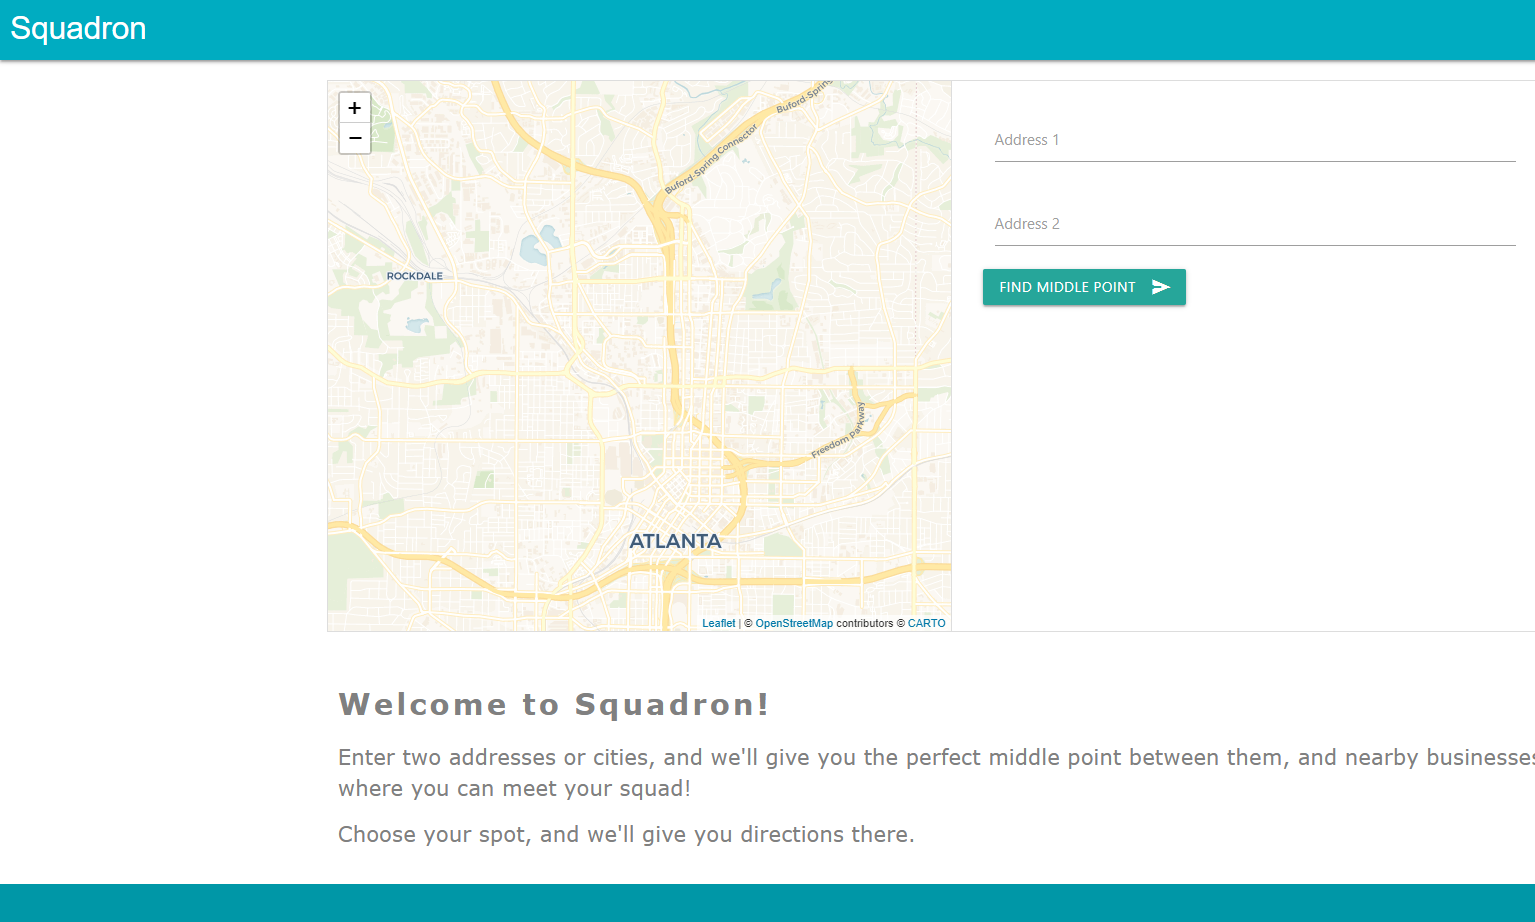 Squadron
+
−
Buford-Spring
Buford-Spring Connector
ROCKDALE
Freedom Parkway
ATLANTA
Leaflet | © OpenStreetMap contributors © CARTO
Address 1
Address 2
FIND MIDDLE POINT
Welcome to Squadron!
Enter two addresses or cities, and we'll give you the perfect middle point between them, and nearby businesses
where you can meet your squad!
Choose your spot, and we'll give you directions there.